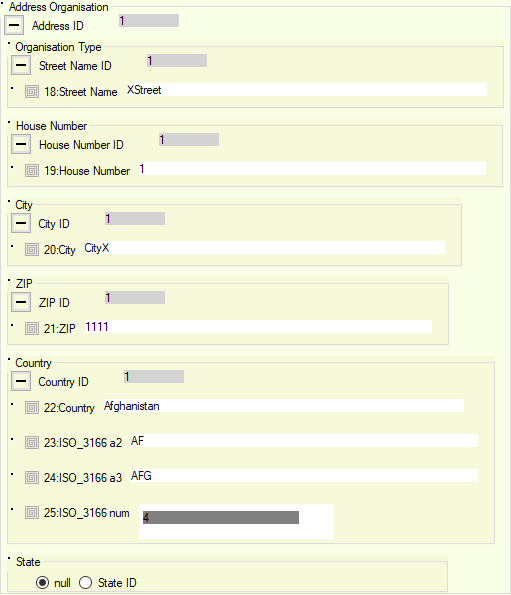 Address Organisation
Address ID 1
Organisation Type
Street Name ID 1
18:Street Name XStreet
House Number
House Number ID 1
19:House Number 1
City
City ID 1
20:City CityX
ZIP
ZIP ID 1
21:ZIP 1111
Country
Country ID 1
22:Country Afghanistan
23:ISO_3166 a2 AF
24:ISO_3166 a3 AFG
25:ISO_3166 num 4
State
null State ID